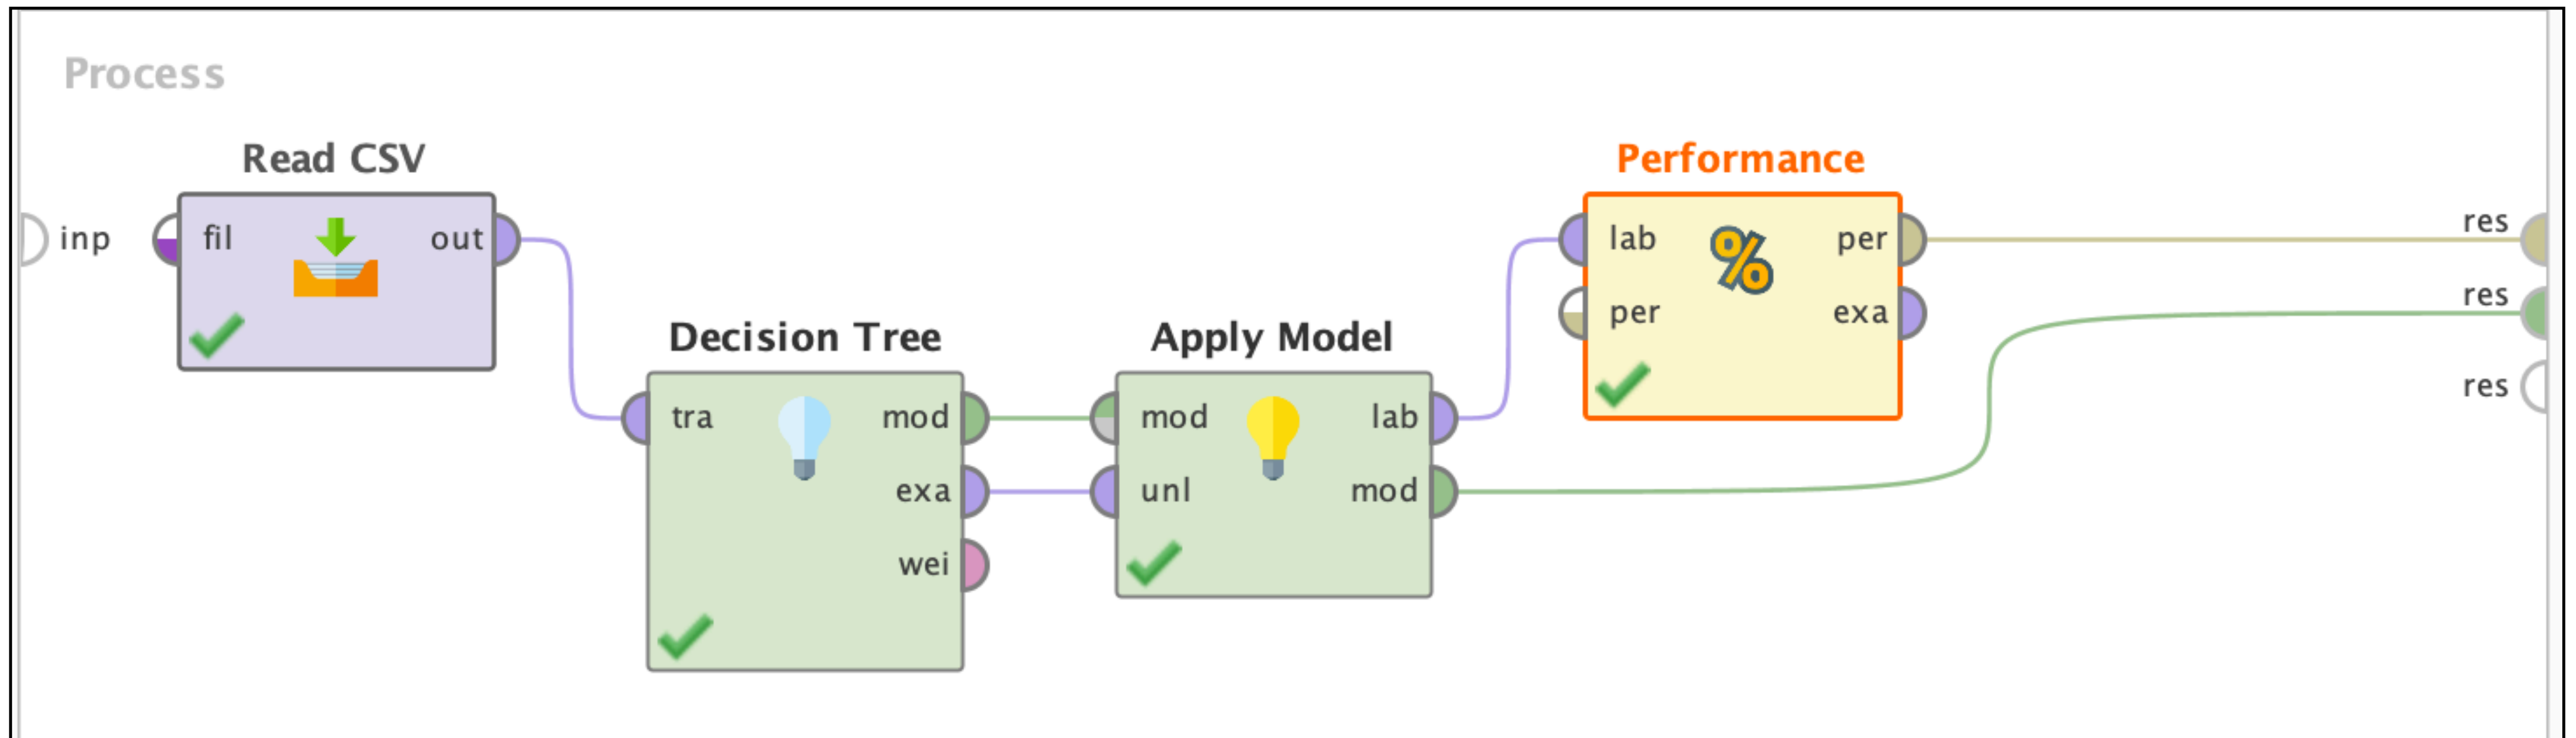 Process
Read CSV
Performance
inp
fil
out
lab
per
res
per
exa
res
Decision Tree
Apply Model
res
tra
mod
mod
lab
exa
unl
mod
wei